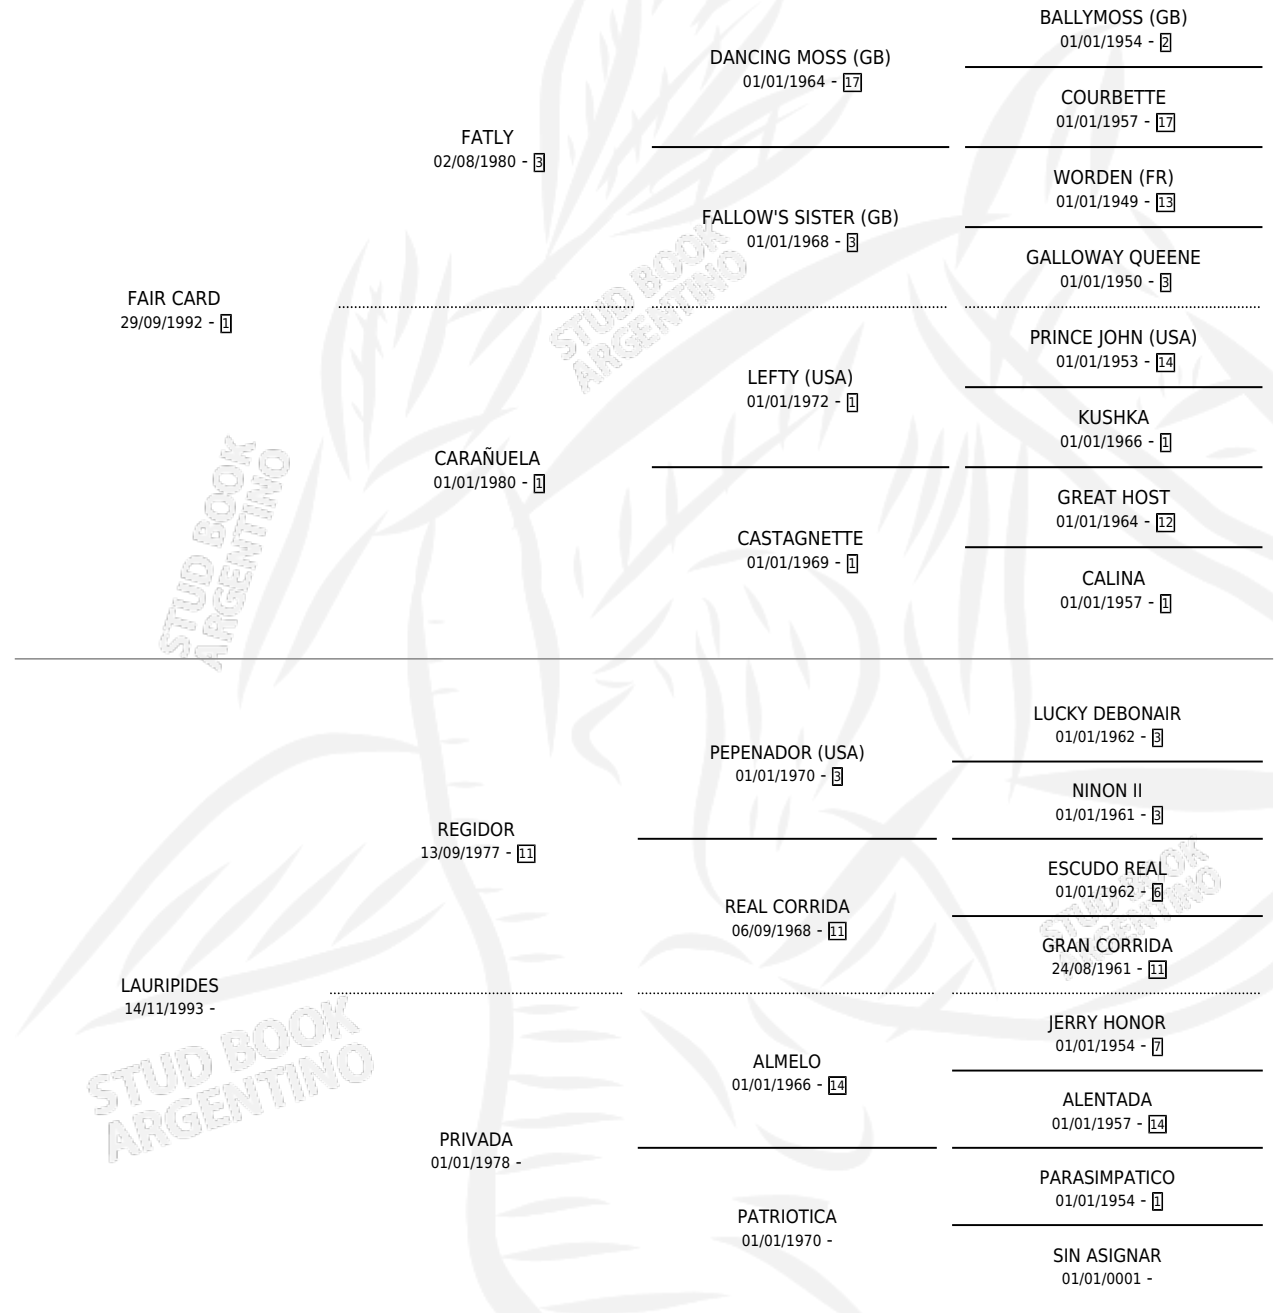 BALLYMOSS (GB)
01/01/1954 - 2
DANCING MOSS (GB)
01/01/1964 - 17
COURBETTE
01/01/1957 - 17
FATLY
02/08/1980 - 3
WORDEN (FR)
01/01/1949 - 13
FALLOW'S SISTER (GB)
01/01/1968 - 3
GALLOWAY QUEENE
01/01/1950 - 3
FAIR CARD
29/09/1992 - 1
PRINCE JOHN (USA)
01/01/1953 - 14
LEFTY (USA)
01/01/1972 - 1
KUSHKA
01/01/1966 - 1
CARAÑUELA
01/01/1980 - 1
GREAT HOST
01/01/1964 - 12
CASTAGNETTE
01/01/1969 - 1
CALINA
01/01/1957 - 1
LUCKY DEBONAIR
01/01/1962 - 3
PEPENADOR (USA)
01/01/1970 - 3
NINON II
01/01/1961 - 3
REGIDOR
13/09/1977 - 11
ESCUDO REAL
01/01/1962 - 6
REAL CORRIDA
06/09/1968 - 11
GRAN CORRIDA
24/08/1961 - 11
LAURIPIDES
14/11/1993 -
JERRY HONOR
01/01/1954 - 7
ALMELO
01/01/1966 - 14
ALENTADA
01/01/1957 - 14
PRIVADA
01/01/1978 -
PARASIMPATICO
01/01/1954 - 1
PATRIOTICA
01/01/1970 -
SIN ASIGNAR
01/01/0001 -
STUD BOOK
ARGENTINO
STUD BOOK
ARGENTINO
STUD BOOK
ARGENTINO
STUD BOOK
ARGENTINO